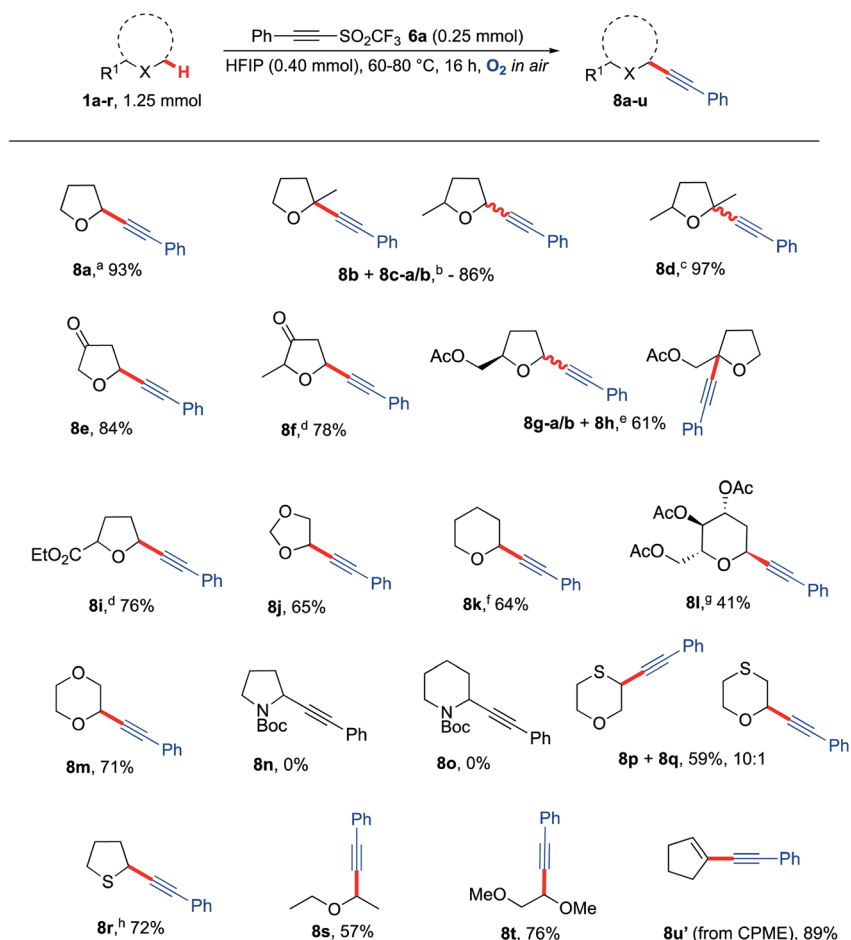 Ph SO2CF3 6a (0.25 mmol)
HFIP (0.40 mmol), 60-80 °C, 16 h, O2 in air
R1 X H
R1 X Ph
1a-r, 1.25 mmol
8a-u
O Ph
8a,a 93%
O Ph O Ph
8b + 8c-a/b,b - 86%
O Ph
8d,c 97%
O O Ph
8e, 84%
O O Ph
8f,d 78%
AcO O Ph AcO O Ph
8g-a/b + 8h,e 61%
EtO2C O Ph
8i,d 76%
O O Ph
8j, 65%
O Ph
8k,f 64%
OAc AcO AcO O Ph
8l,g 41%
O O Ph
8m, 71%
N Boc Ph
8n, 0%
N Boc Ph
8o, 0%
S O Ph S O Ph
8p + 8q, 59%, 10:1
S Ph
8r,h 72%
Ph O
8s, 57%
Ph MeO OMe
8t, 76%
Ph
8u' (from CPME), 89%